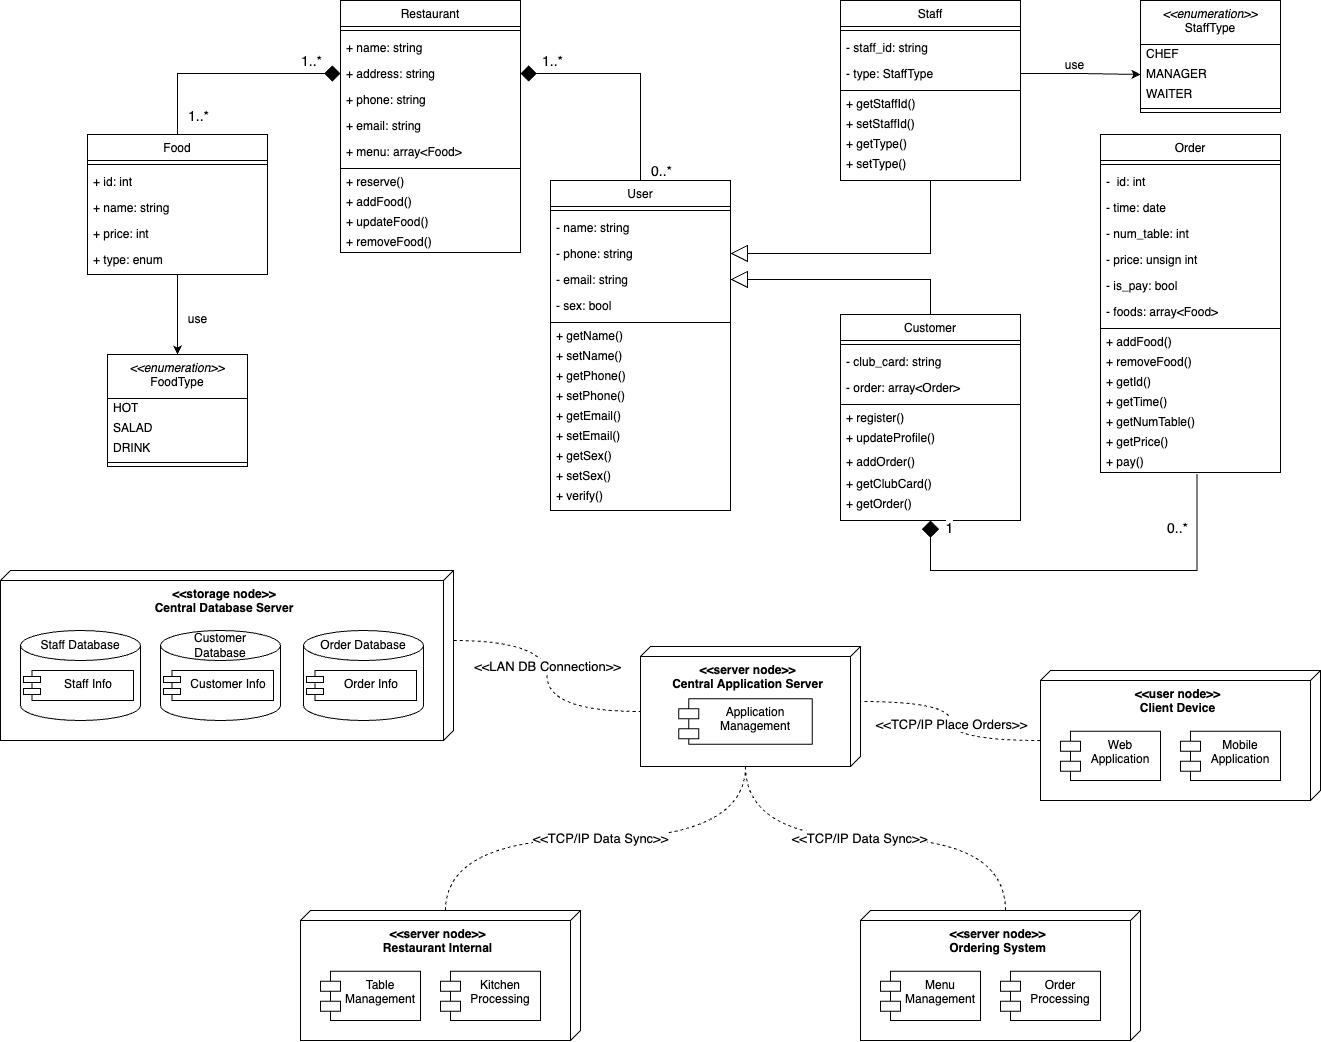 Restaurant
+ name: string
+ address: string
+ phone: string
+ email: string
+ menu: array<Food>
+ reserve()
+ addFood()
+ updateFood()
+ removeFood()
1..*
1..*
1..*
0..*
Food
+ id: int
+ name: string
+ price: int
+ type: enum
use
<<enumeration>>
FoodType
HOT
SALAD
DRINK
User
- name: string
- phone: string
- email: string
- sex: bool
+ getName()
+ setName()
+ getPhone()
+ setPhone()
+ getEmail()
+ setEmail()
+ getSex()
+ setSex()
+ verify()
Staff
- staff_id: string
- type: StaffType
+ getStaffId()
+ setStaffId()
+ getType()
+ setType()
use
<<enumeration>>
StaffType
CHEF
MANAGER
WAITER
Customer
- club_card: string
- order: array<Order>
+ register()
+ updateProfile()
+ addOrder()
+ getClubCard()
+ getOrder()
1
0..*
Order
- id: int
- time: date
- num_table: int
- price: unsign int
- is_pay: bool
- foods: array<Food>
+ addFood()
+ removeFood()
+ getId()
+ getTime()
+ getNumTable()
+ getPrice()
+ pay()
<<storage node>>
Central Database Server
Staff Database
Staff Info
Customer
Database
Customer Info
Order Database
Order Info
<<LAN DB Connection>>
<<server node>>
Central Application Server
Application
Management
<<TCP/IP Place Orders>>
<<user node>>
Client Device
Web
Application
Mobile
Application
<<TCP/IP Data Sync>>
<<TCP/IP Data Sync>>
<<server node>>
Restaurant Internal
Table
Management
Kitchen
Processing
<<server node>>
Ordering System
Menu
Management
Order
Processing